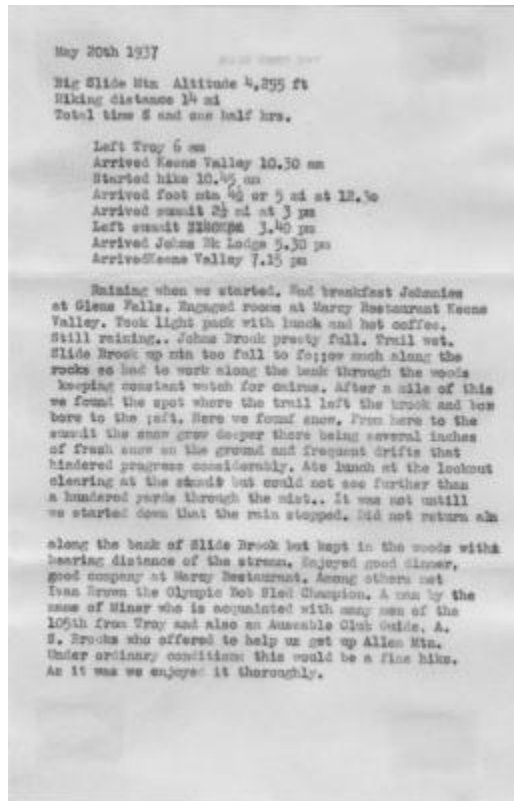 May 20th 1937
Big Slide Mtn Altitude 4,255 ft
Hiking distance 14 mi
Total time 8 and one half hrs.
Left Troy 6 am
Arrived Keene Valley 10.30 am
Started hike 10.45 am
Arrived foot mtn 4½ or 5 mi at 12.30
Arrived summit 2½ mi at 3 pm
Left summit 3.40 pm
Arrived Johns Bk Lodge 5.30 pm
ArrivedKeene Valley 7.15 pm
Raining when we started. Had breakfast Johnnies
at Glens Falls. Engaged rooms at Marcy Restaurant Keene
Valley. Took light pack with lunch and hot coffee.
Still raining.. Johns Brook pretty full. Trail wet.
Slide Brook up mtn too full to fo;;ow much along the
rocks so had to work along the bank through the woods
keeping constant watch for cairns. After a mile of this
we found the spot where the trail left the brook and bor
bore to the ;eft. Here we found snow. From here to the
summit the snow grew deeper there being several inches
of fresh snow on the ground and frequent drifts that
hindered progress considerably. Ate lunch at the lookout
clearing at the summit but could not see further than
a hundered yards through the mist.. It was not untill
we started down that the rain stopped. Did not return alo
along the bank of Slide Brook but kept in the woods with
hearing distance of the stream. Enjoyed good dinner,
good company at Marcy Restaurant. Among others met
Ivan Brown the Olympic Bob Sled Champion. A man by the
name of Miner who is acquainted with many men of the
105th from Troy and also an Ausable Club Guide, A.
S. Brooks who offered to help us get up Allen Mtn.
Under ordinary conditions this would be a fine hike.
As it was we enjoyed it thoroughly.